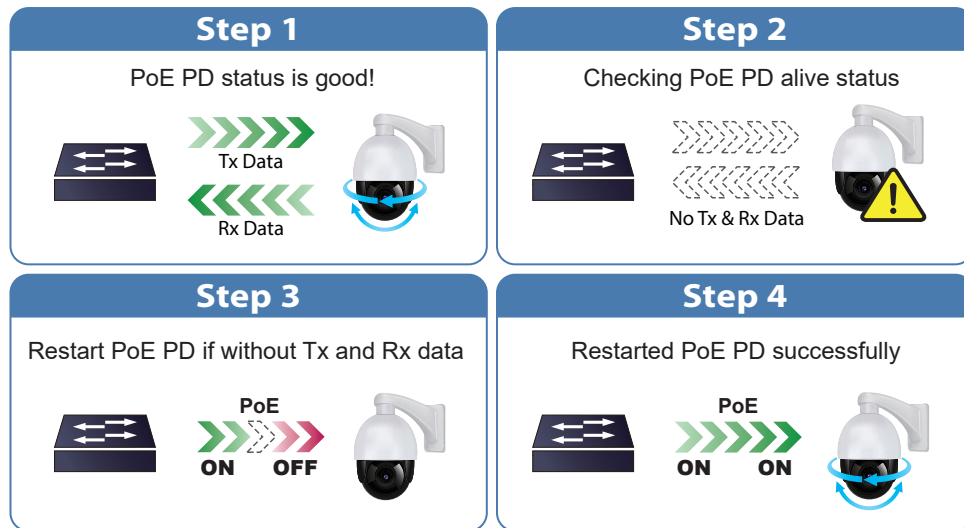 Step 1
PoE PD status is good!
Tx Data
Rx Data
Step 2
Checking PoE PD alive status
No Tx & Rx Data
Step 3
Restart PoE PD if without Tx and Rx data
PoE
ON OFF
Step 4
Restarted PoE PD successfully
PoE
ON ON